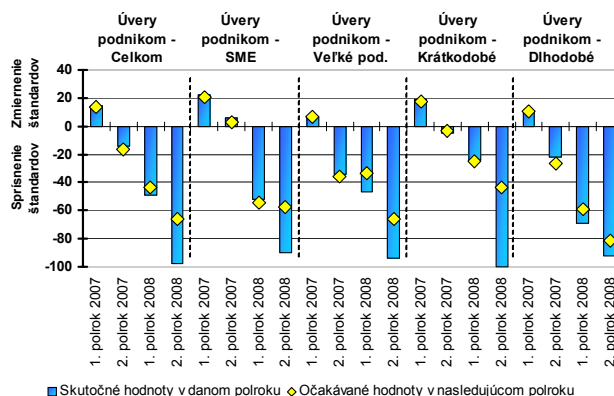 Úvery podnikom - Celkom
Úvery podnikom - SME
Úvery podnikom - Veľké pod.
Úvery podnikom - Krátkodobé
Úvery podnikom - Dlhodobé
Zmiernenie štandardov
Sprísnenie štandardov
40
20
0
-20
-40
-60
-80
-100
1. polrok 2007
2. polrok 2007
1. polrok 2008
2. polrok 2008
1. polrok 2007
2. polrok 2007
1. polrok 2008
2. polrok 2008
1. polrok 2007
2. polrok 2007
1. polrok 2008
2. polrok 2008
1. polrok 2007
2. polrok 2007
1. polrok 2008
2. polrok 2008
1. polrok 2007
2. polrok 2007
1. polrok 2008
2. polrok 2008
Skutočné hodnoty v danom polroku
Očakávané hodnoty v nasledujúcom polroku